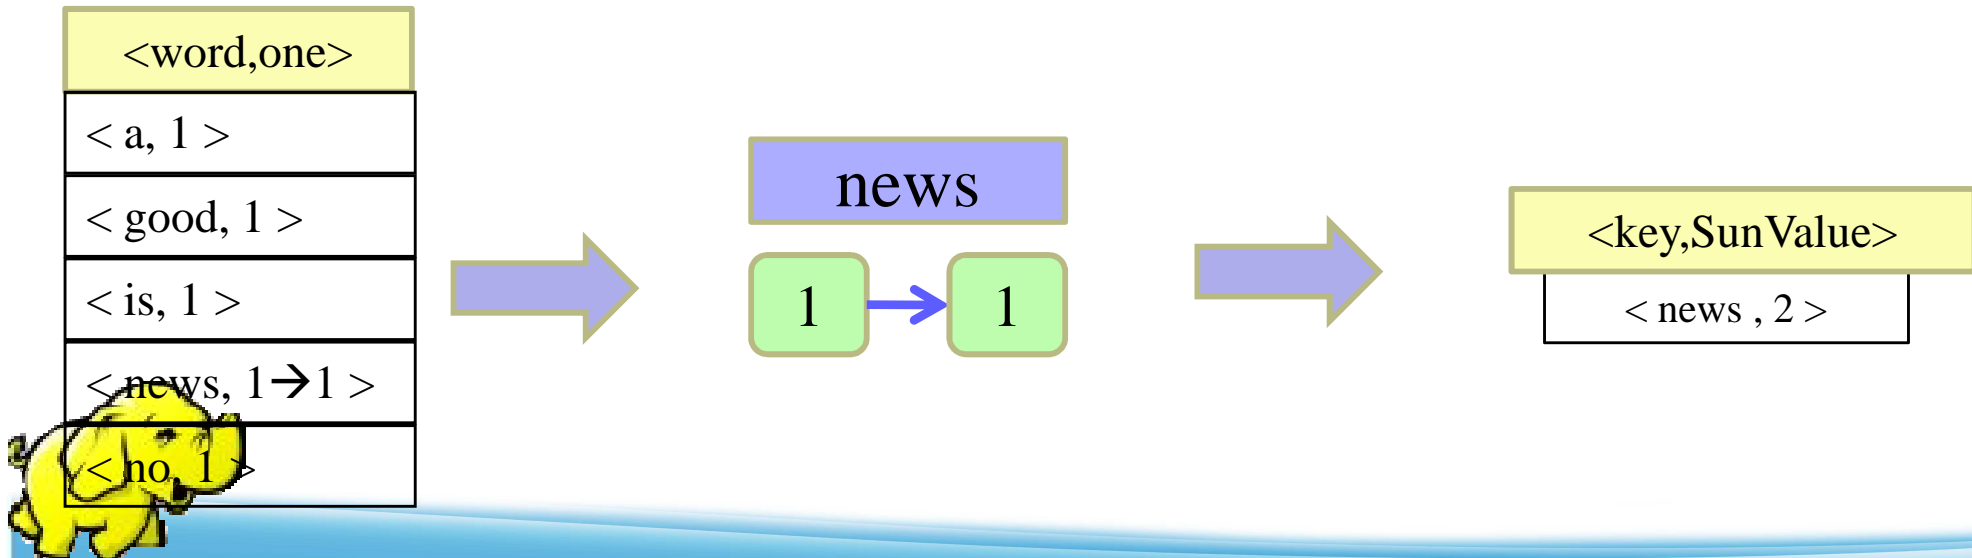 <word,one>
< a, 1 >
< good, 1 >
< is, 1 >
< news, 1→1 >
< no, 1 >
news
1
1
<key,SunValue>
< news , 2 >